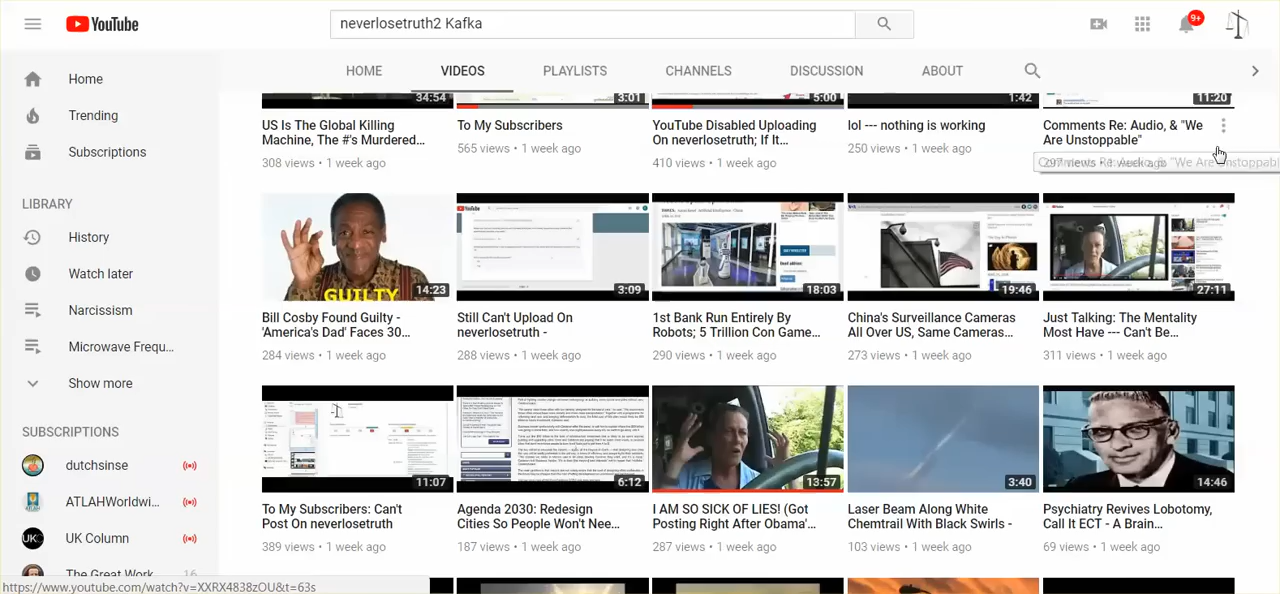 YouTube
neverlosetruth2 Kafka
9+
HOME
VIDEOS
PLAYLISTS
CHANNELS
DISCUSSION
ABOUT
Home
Trending
Subscriptions
LIBRARY
History
Watch later
Narcissism
Microwave Frequ...
Show more
SUBSCRIPTIONS
dutchsinse
ATLAHWorldwi...
UK Column
The Great Work
16
34:54
3:01
5:00
1:42
11:20
US Is The Global Killing
Machine, The #'s Murdered...
308 views • 1 week ago
To My Subscribers
565 views • 1 week ago
YouTube Disabled Uploading
On neverlosetruth; If It...
410 views • 1 week ago
lol --- nothing is working
250 views • 1 week ago
Comments Re: Audio, & "We
Are Unstoppable"
297 views • 1 week ago
GUILTY
14:23
3:09
18:03
19:46
27:11
Bill Cosby Found Guilty -
'America's Dad' Faces 30...
284 views • 1 week ago
Still Can't Upload On
neverlosetruth -
288 views • 1 week ago
1st Bank Run Entirely By
Robots; 5 Trillion Con Game...
290 views • 1 week ago
China's Surveillance Cameras
All Over US, Same Cameras...
273 views • 1 week ago
Just Talking: The Mentality
Most Have --- Can't Be...
311 views • 1 week ago
11:07
6:12
13:57
3:40
14:46
To My Subscribers: Can't
Post On neverlosetruth
389 views • 1 week ago
Agenda 2030: Redesign
Cities So People Won't Nee...
187 views • 1 week ago
I AM SO SICK OF LIES! (Got
Posting Right After Obama'...
287 views • 1 week ago
Laser Beam Along White
Chemtrail With Black Swirls -
103 views • 1 week ago
Psychiatry Revives Lobotomy,
Call It ECT - A Brain...
69 views • 1 week ago
https://www.youtube.com/watch?v=XXRX4838zOU&t=63s